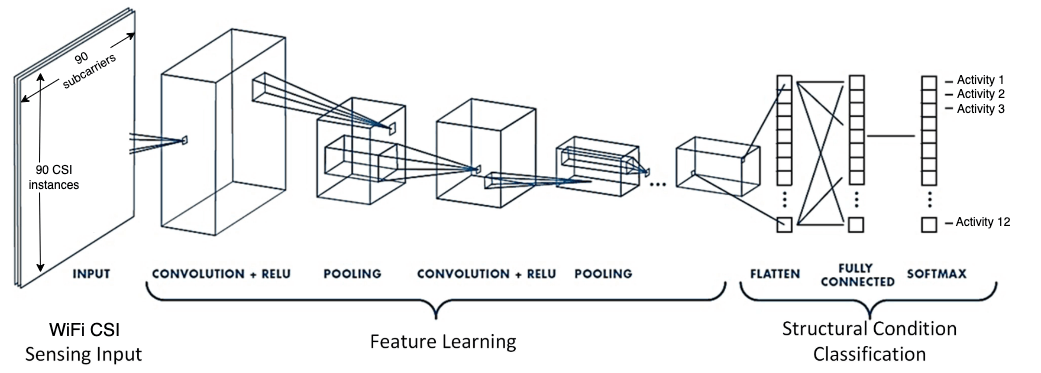 90
subcarriers
90 CSI
instances
Activity 1
Activity 2
Activity 3
...
Activity 12
INPUT
CONVOLUTION + RELU
POOLING
CONVOLUTION + RELU
POOLING
FLATTEN
FULLY
CONNECTED
SOFTMAX
WiFi CSI
Sensing Input
Feature Learning
Structural Condition
Classification